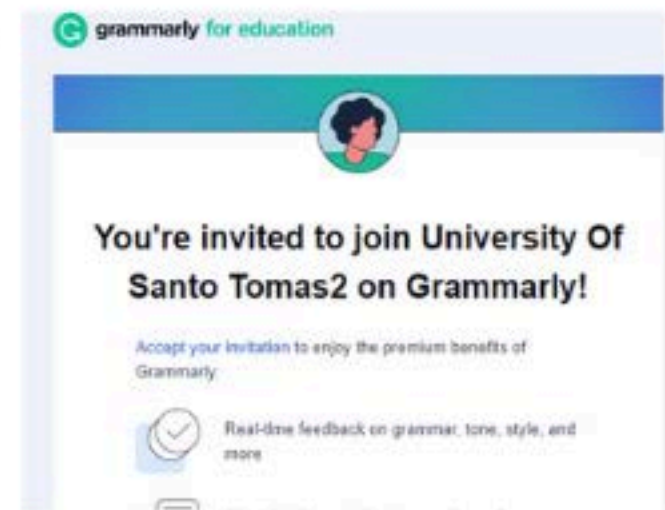 grammarly for education
You're invited to join University Of
Santo Tomas2 on Grammarly!
Accept your invitation to enjoy the premium benefits of
Grammarly
Real-time feedback on grammar, tone, style, and
more